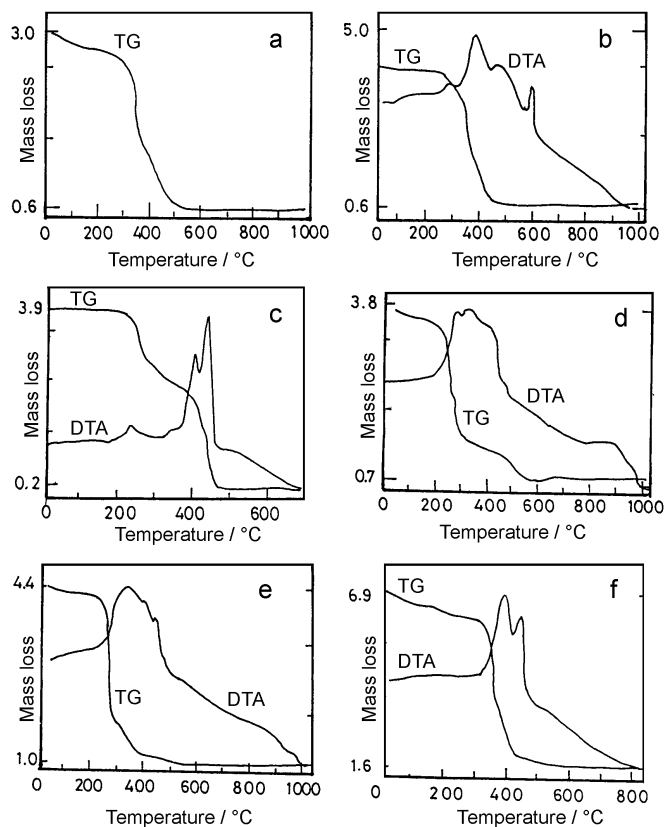 3.0
TG
a
Mass loss
0.6
0 200 400 600 800 1000
Temperature / °C
5.0
TG
DTA
b
Mass loss
0.6
0 200 400 600 800 1000
Temperature / °C
3.9
TG
c
Mass loss
DTA
0.2
0 200 400 600
Temperature / °C
3.8
d
Mass loss
DTA
TG
0.7
0 200 400 600 800 1000
Temperature / °C
4.4
e
Mass loss
TG
DTA
1.0
0 200 400 600 800 1000
Temperature / °C
TG
f
6.9
Mass loss
DTA
1.6
0 200 400 600 800
Temperature / °C